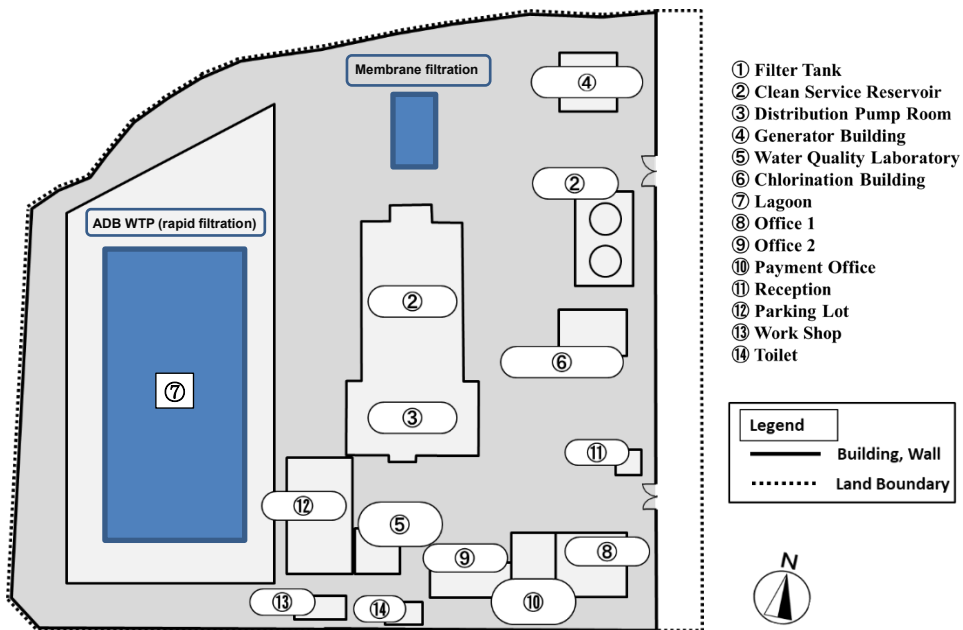 Membrane filtration
④
②
ADB WTP (rapid filtration)
②
⑥
⑦
③
⑪
⑫
⑤
⑨
⑧
⑩
⑬
⑭
① Filter Tank
② Clean Service Reservoir
③ Distribution Pump Room
④ Generator Building
⑤ Water Quality Laboratory
⑥ Chlorination Building
⑦ Lagoon
⑧ Office 1
⑨ Office 2
⑩ Payment Office
⑪ Reception
⑫ Parking Lot
⑬ Work Shop
⑭ Toilet
Legend
Building, Wall
Land Boundary
N